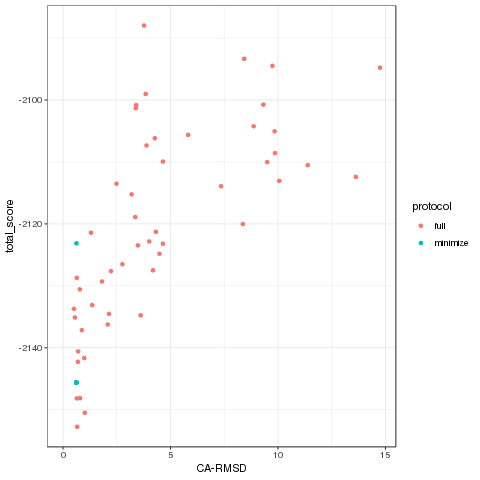 -2100
-2120
-2140
total_score
0
5
10
15
CA-RMSD
protocol
full
minimize